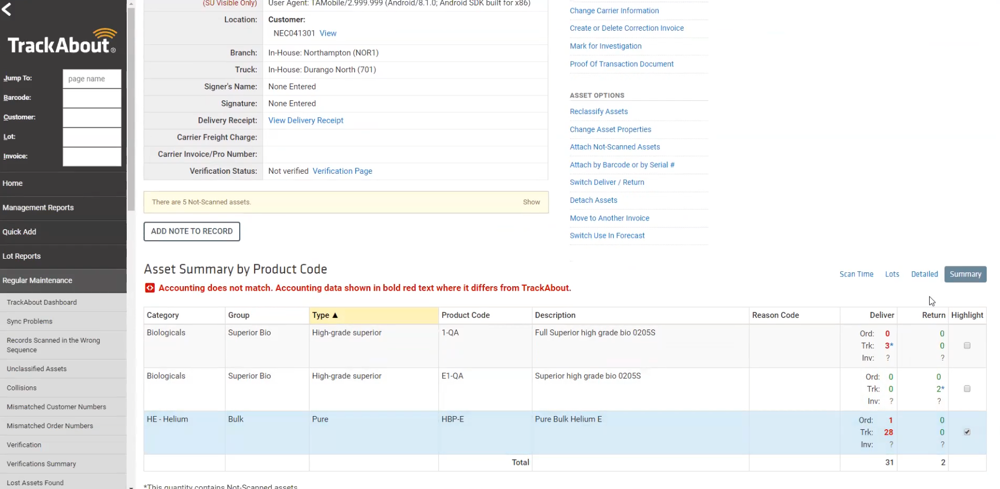 (SU Visible Only) User Agent: TAMobile/2.999.999 (Android/8.1.0; Android SDK built for x86)
Location: Customer:
NEC041301 View
Branch: In-House: Northampton (NOR1)
Truck: In-House: Durango North (701)
Signer's Name: None Entered
Signature: None Entered
Delivery Receipt: View Delivery Receipt
Carrier Freight Charge:
Carrier Invoice/Pro Number:
Verification Status: Not verified Verification Page
There are 5 Not-Scanned assets. Show
ADD NOTE TO RECORD
TrackAbout®
Jump To: page name
Barcode:
Customer:
Lot:
Invoice:
Home
Management Reports
Quick Add
Lot Reports
Regular Maintenance
TrackAbout Dashboard
Sync Problems
Records Scanned in the Wrong
Sequence
Unclassified Assets
Collisions
Mismatched Customer Numbers
Mismatched Order Numbers
Verification
Verifications Summary
Lost Assets Found
Change Carrier Information
Create or Delete Correction Invoice
Mark for Investigation
Proof Of Transaction Document
ASSET OPTIONS
Reclassify Assets
Change Asset Properties
Attach Not-Scanned Assets
Attach by Barcode or by Serial #
Switch Deliver / Return
Detach Assets
Move to Another Invoice
Switch Use In Forecast
Asset Summary by Product Code
Scan Time Lots Detailed Summary
Accounting does not match. Accounting data shown in bold red text where it differs from TrackAbout.
Category Group Type ▲ Product Code Description Reason Code Deliver Return Highlight
Biologicals Superior Bio High-grade superior 1-QA Full Superior high grade bio 0205S Ord: 0 0
Trk: 3* 0
Inv: ? ?
Biologicals Superior Bio High-grade superior E1-QA Superior high grade bio 0205S Ord: 0 0
Trk: 0 2*
Inv: ? ?
HE - Helium Bulk Pure HBP-E Pure Bulk Helium E Ord: 1 0
Trk: 28 0
Inv: ? ?
Total 31 2
*This quantity contains Not-Scanned assets